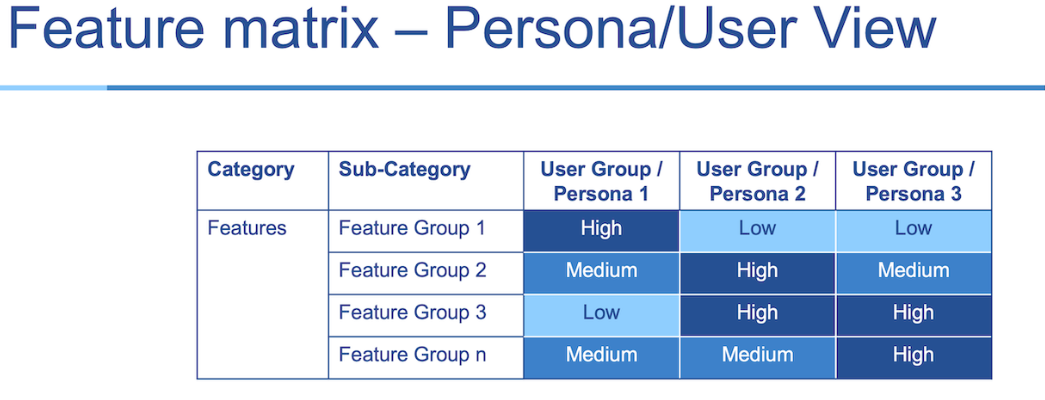 Feature matrix – Persona/User View
Category Sub-Category User Group / Persona 1 User Group / Persona 2 User Group / Persona 3
Features Feature Group 1 High Low Low
Feature Group 2 Medium High Medium
Feature Group 3 Low High High
Feature Group n Medium Medium High